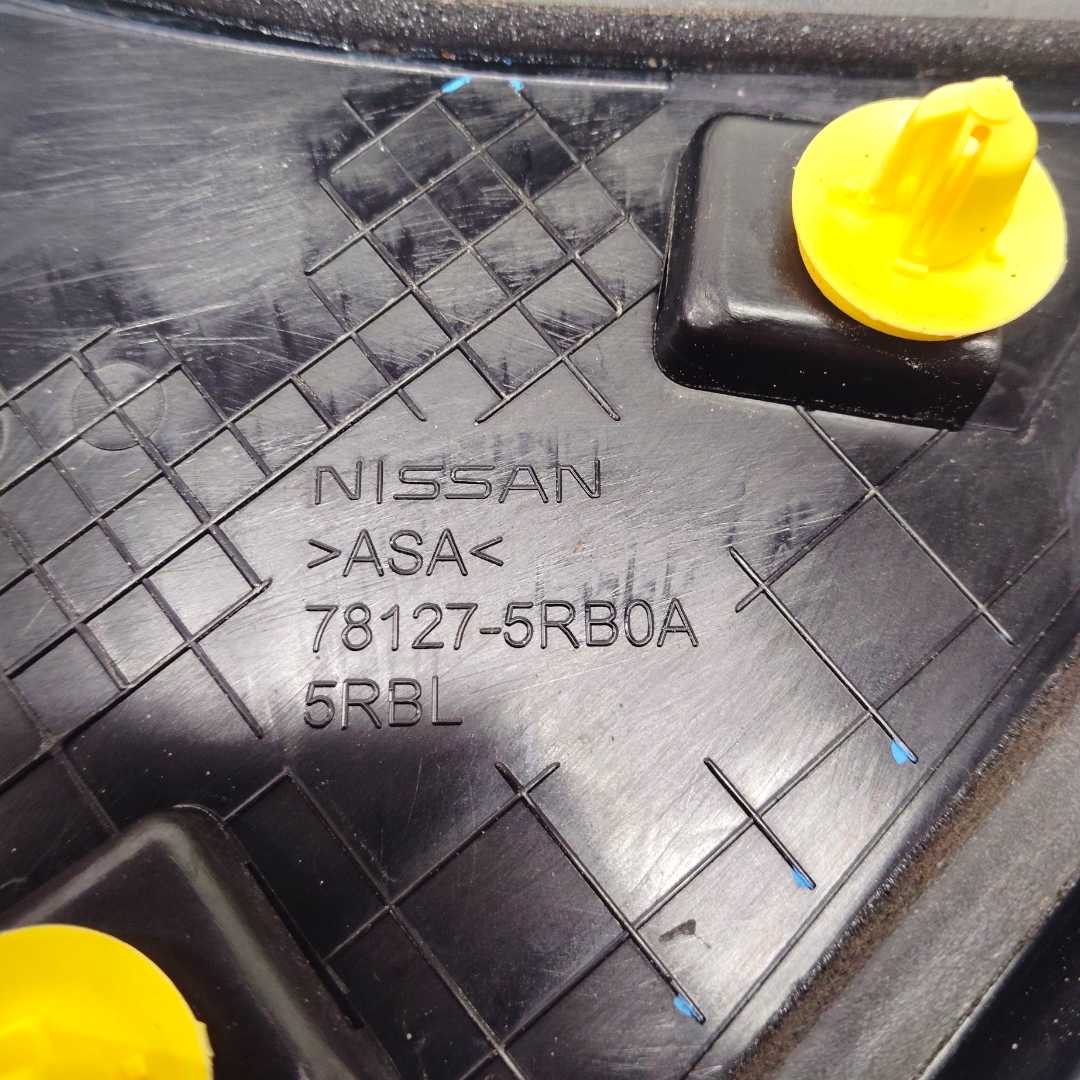 NISSAN
>ASA<
78127-5RB0A
5RBL